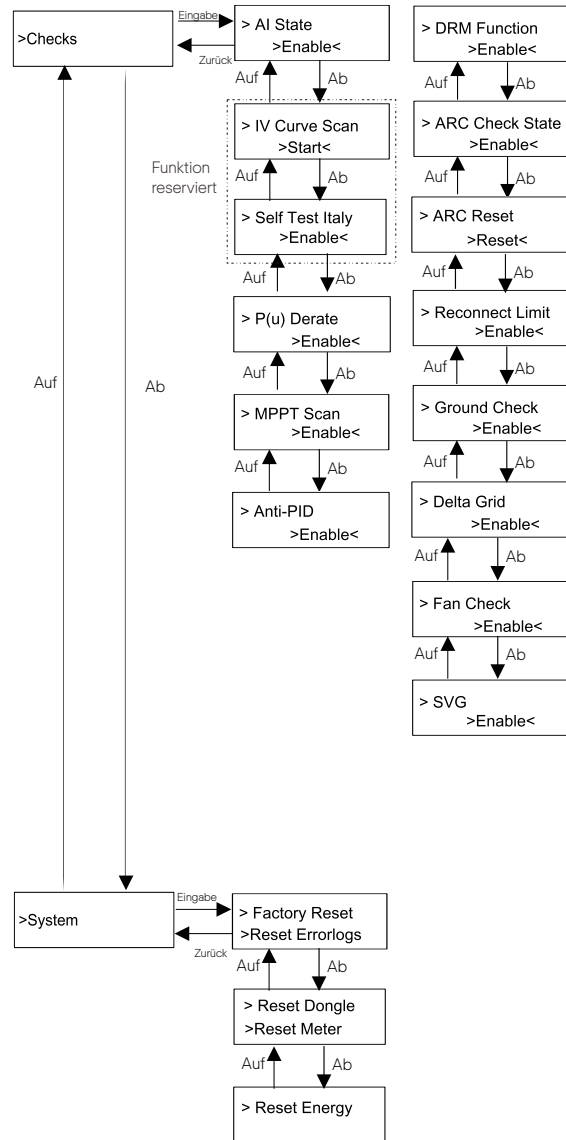 >Checks
Eingabe
Zurück
> AI State
>Enable<
Auf
Ab
Funktion
reserviert
> IV Curve Scan
>Start<
Auf
Ab
> Self Test Italy
>Enable<
Auf
Ab
> P(u) Derate
>Enable<
Auf
Ab
> MPPT Scan
>Enable<
Auf
Ab
> Anti-PID
>Enable<
> DRM Function
>Enable<
Auf
Ab
> ARC Check State
>Enable<
Auf
Ab
> ARC Reset
>Reset<
Auf
Ab
> Reconnect Limit
>Enable<
Auf
Ab
> Ground Check
>Enable<
Auf
Ab
> Delta Grid
>Enable<
Auf
Ab
> Fan Check
>Enable<
Auf
Ab
> SVG
>Enable<
Auf
Ab
>System
Eingabe
Zurück
> Factory Reset
>Reset Errorlogs
Auf
Ab
> Reset Dongle
>Reset Meter
Auf
Ab
> Reset Energy